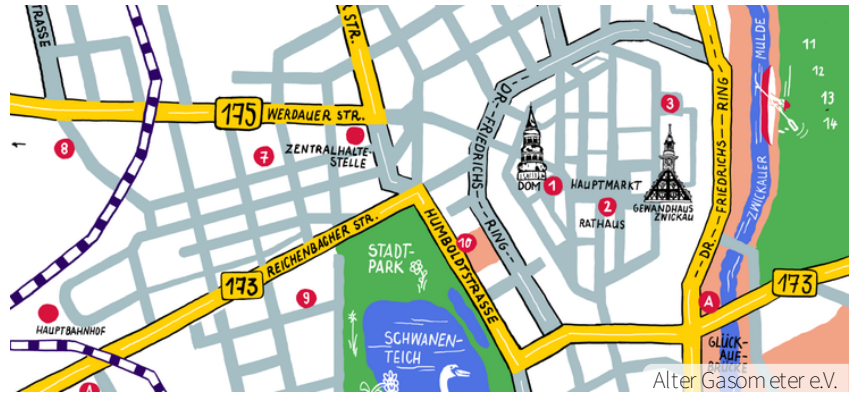 TRASSE
STR.
175
WERDAUER STR.
ZENTRALHALTE-
STELLE
8
7
DR.-FRIEDRICHS---RING--
3
DOM
1
HAUPTMARKT
2
RATHAUS
GEWANDHAUS
ZWICKAU
--DR.--FRIEDRICHS--RING
ZWICKAUER MULDE
11
12
13
14
173
REICHENBACHER STR.
HUMBOLDTSTRASSE
10
STADT-
PARK
9
HAUPTBAHNHOF
SCHWANEN-
TEICH
A
173
A
GLÜCK-
AUF-
BRÜCKE
Alter Gasometer e.V.